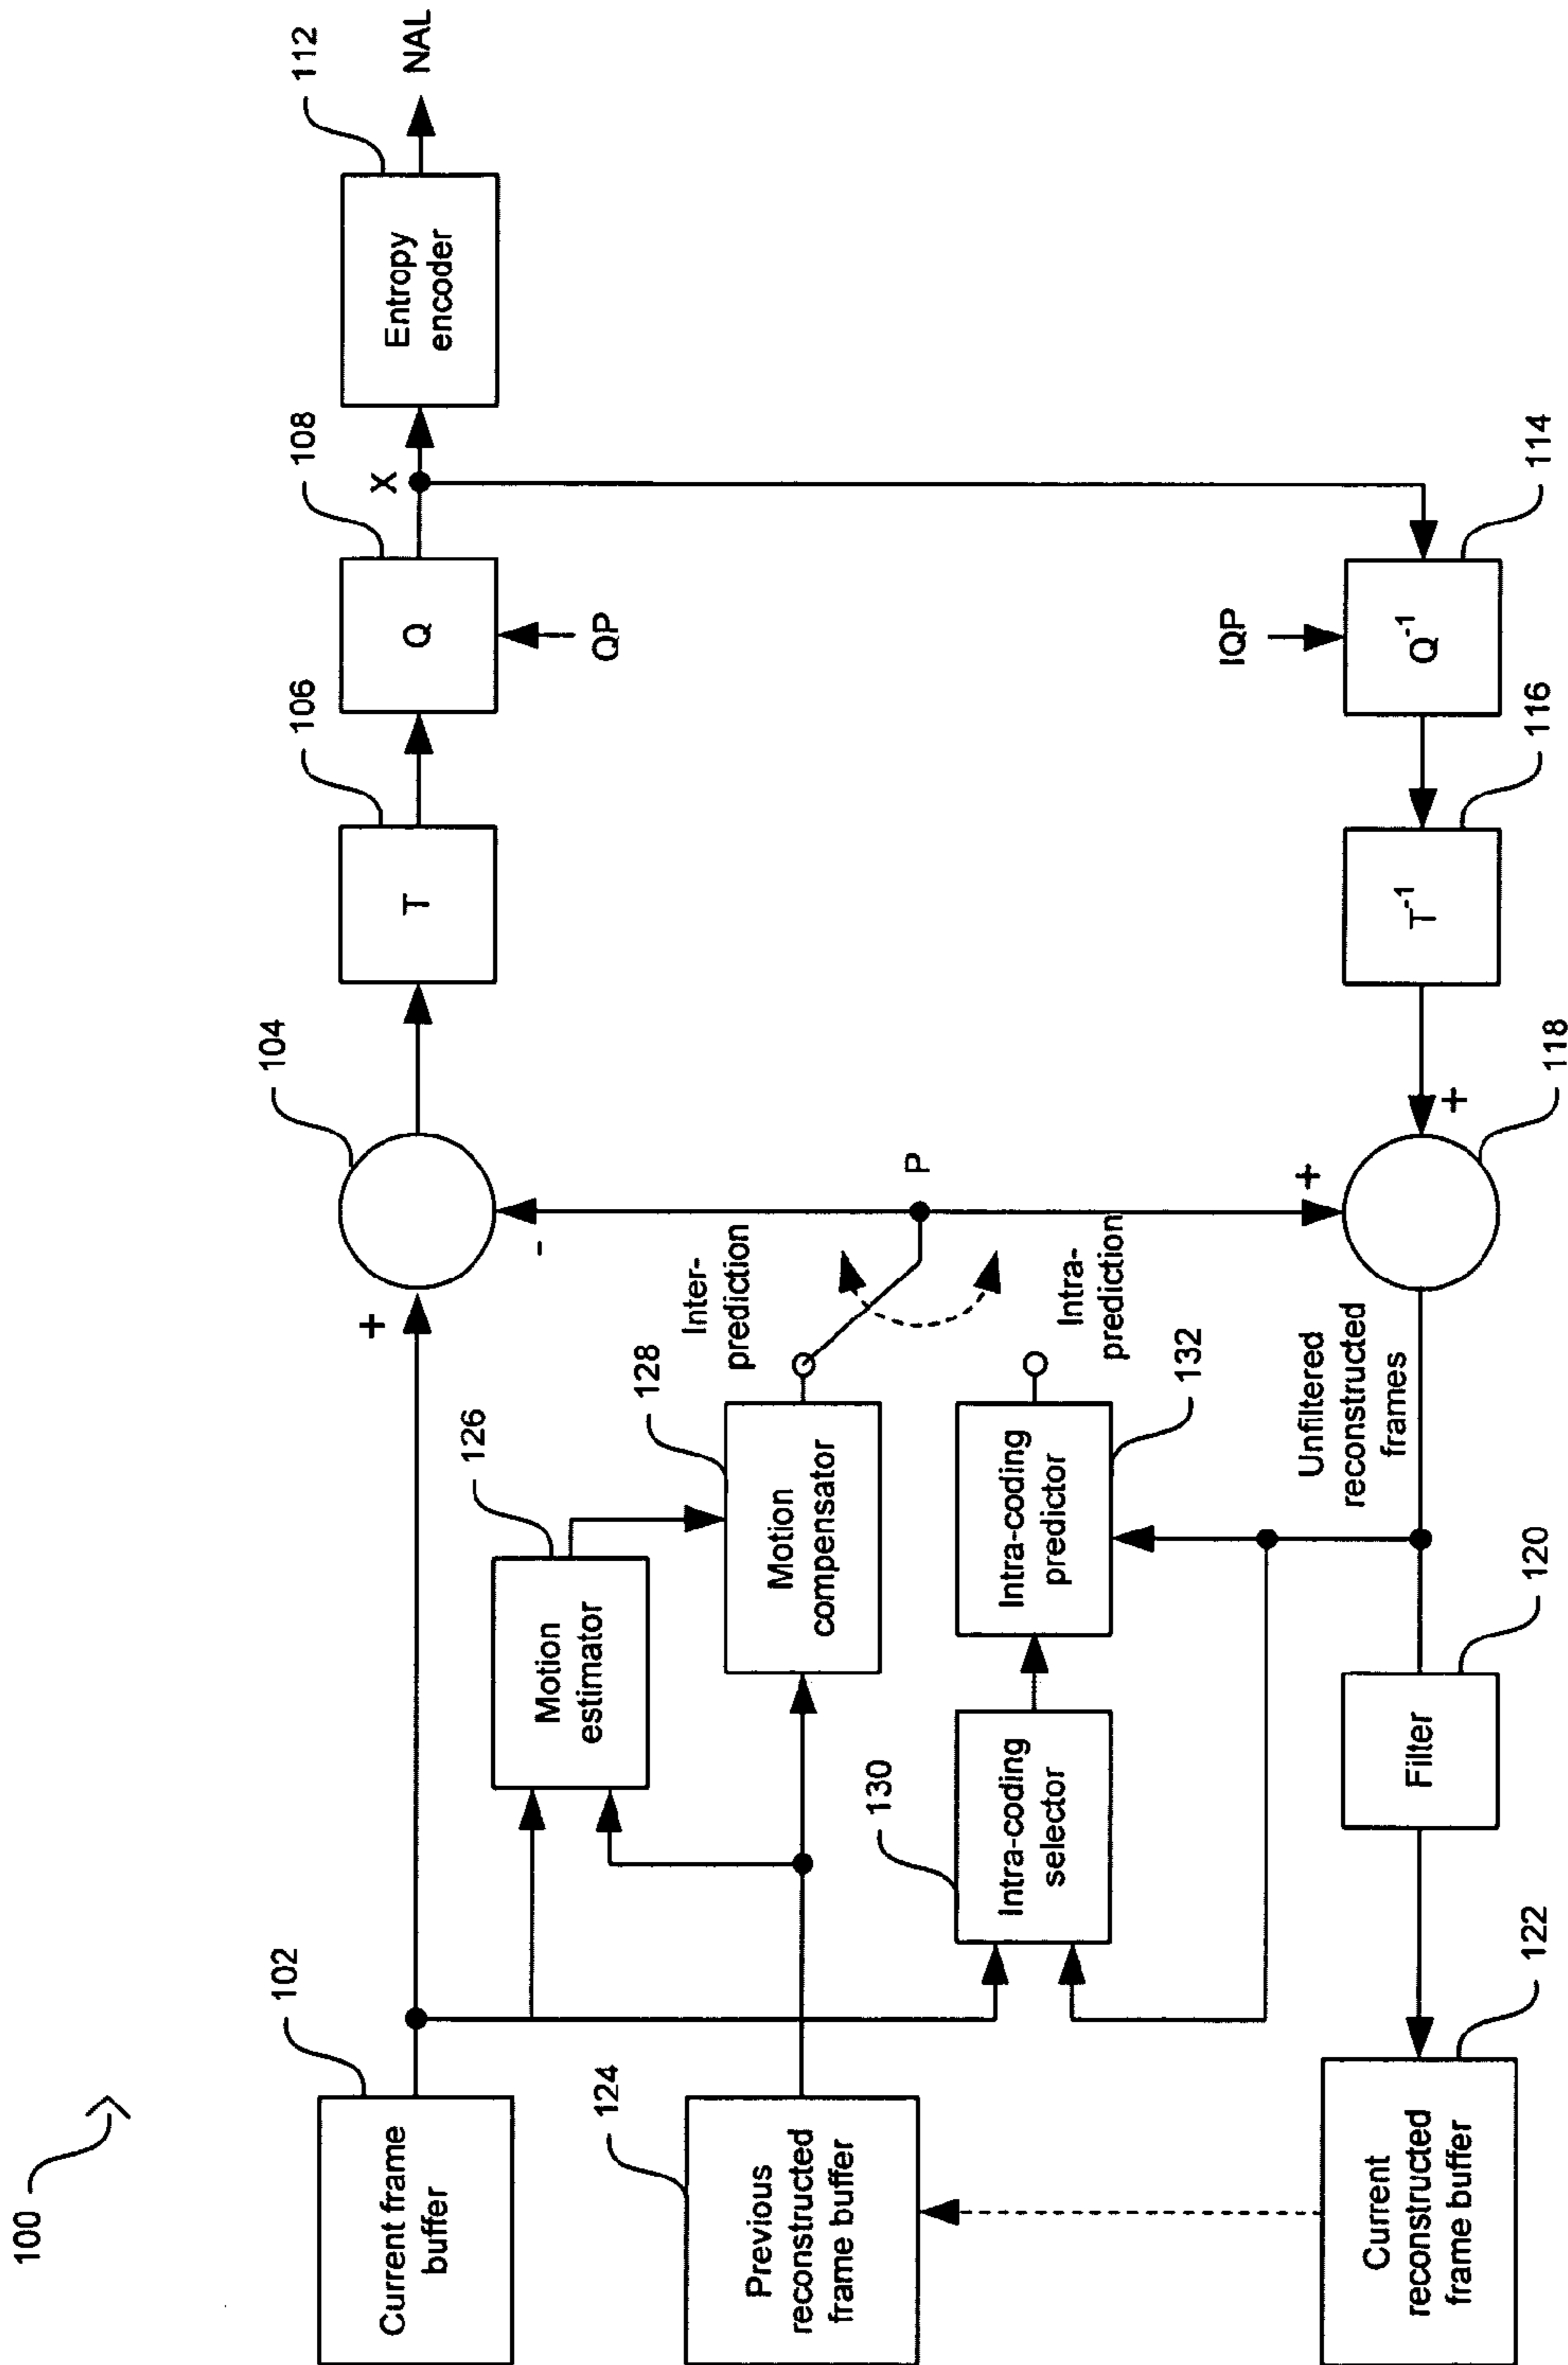 100
102
Current frame
buffer
104
106
T
108
Q
QP
X
112
Entropy
encoder
NAL
+
-
124
Previous
reconstructed
frame buffer
126
Motion
estimator
128
Motion
compensator
Inter-
prediction
P
130
Intra-coding
selector
132
Intra-coding
predictor
Intra-
prediction
+
+
IQP
Q-1
114
T-1
116
118
Unfiltered
reconstructed
frames
Filter
120
Current
reconstructed
frame buffer
122